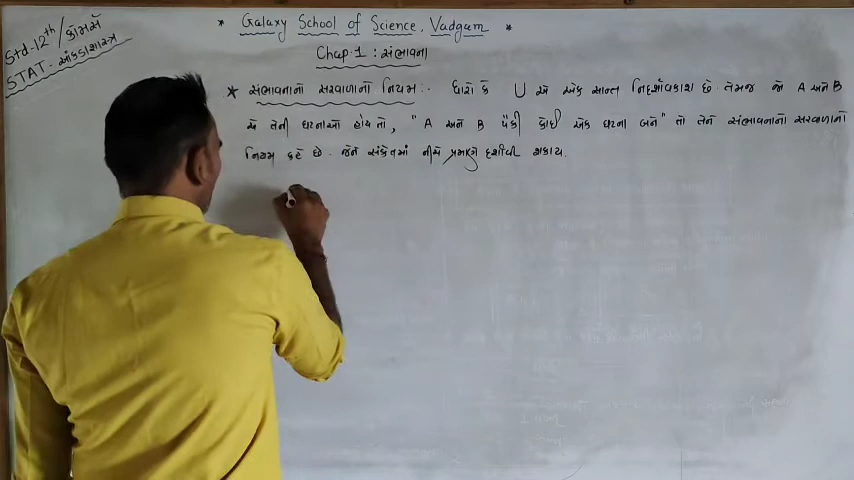 * Galaxy School of Science, Vadgam *
Std-12th / કોમર્સ
STAT - આંકડાશાસ્ત્ર
Chap-1 : સંભાવના
* સંભાવનાનો સરવાળાનો નિયમ :- ધારો કે U એ એક સાન્ત નિદર્શાવકાશ છે તેમજ જો A અને B
એ તેની ઘટનાઓ હોય તો, "A અને B પૈકી કોઈ એક ઘટના બને" તો તેને સંભાવનાનો સરવાળાનો
નિયમ કહે છે. જેને સંકેતમાં નીચે પ્રમાણે દર્શાવી શકાય.